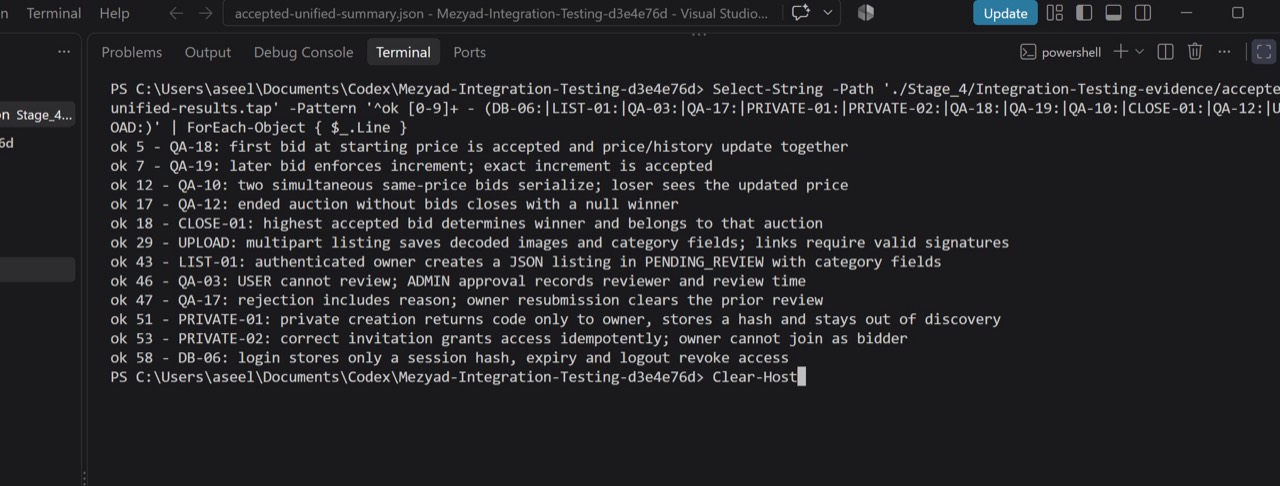 n Terminal Help accepted-unified-summary.json - Mezyad-Integration-Testing-d3e4e76d - Visual Studio... Update
Problems Output Debug Console Terminal Ports powershell
PS C:\Users\aseel\Documents\Codex\Mezyad-Integration-Testing-d3e4e76d> Select-String -Path './Stage_4/Integration-Testing-evidence/accepte
unified-results.tap' -Pattern '^ok [0-9]+ - (DB-06:|LIST-01:|QA-03:|QA-17:|PRIVATE-01:|PRIVATE-02:|QA-18:|QA-19:|QA-10:|CLOSE-01:|QA-12:|U
n Stage_4...
OAD:)' | ForEach-Object { $_.Line }
6d
ok 5 - QA-18: first bid at starting price is accepted and price/history update together
ok 7 - QA-19: later bid enforces increment; exact increment is accepted
ok 12 - QA-10: two simultaneous same-price bids serialize; loser sees the updated price
ok 17 - QA-12: ended auction without bids closes with a null winner
ok 18 - CLOSE-01: highest accepted bid determines winner and belongs to that auction
ok 29 - UPLOAD: multipart listing saves decoded images and category fields; links require valid signatures
ok 43 - LIST-01: authenticated owner creates a JSON listing in PENDING_REVIEW with category fields
ok 46 - QA-03: USER cannot review; ADMIN approval records reviewer and review time
ok 47 - QA-17: rejection includes reason; owner resubmission clears the prior review
ok 51 - PRIVATE-01: private creation returns code only to owner, stores a hash and stays out of discovery
ok 53 - PRIVATE-02: correct invitation grants access idempotently; owner cannot join as bidder
ok 58 - DB-06: login stores only a session hash, expiry and logout revoke access
PS C:\Users\aseel\Documents\Codex\Mezyad-Integration-Testing-d3e4e76d> Clear-Host